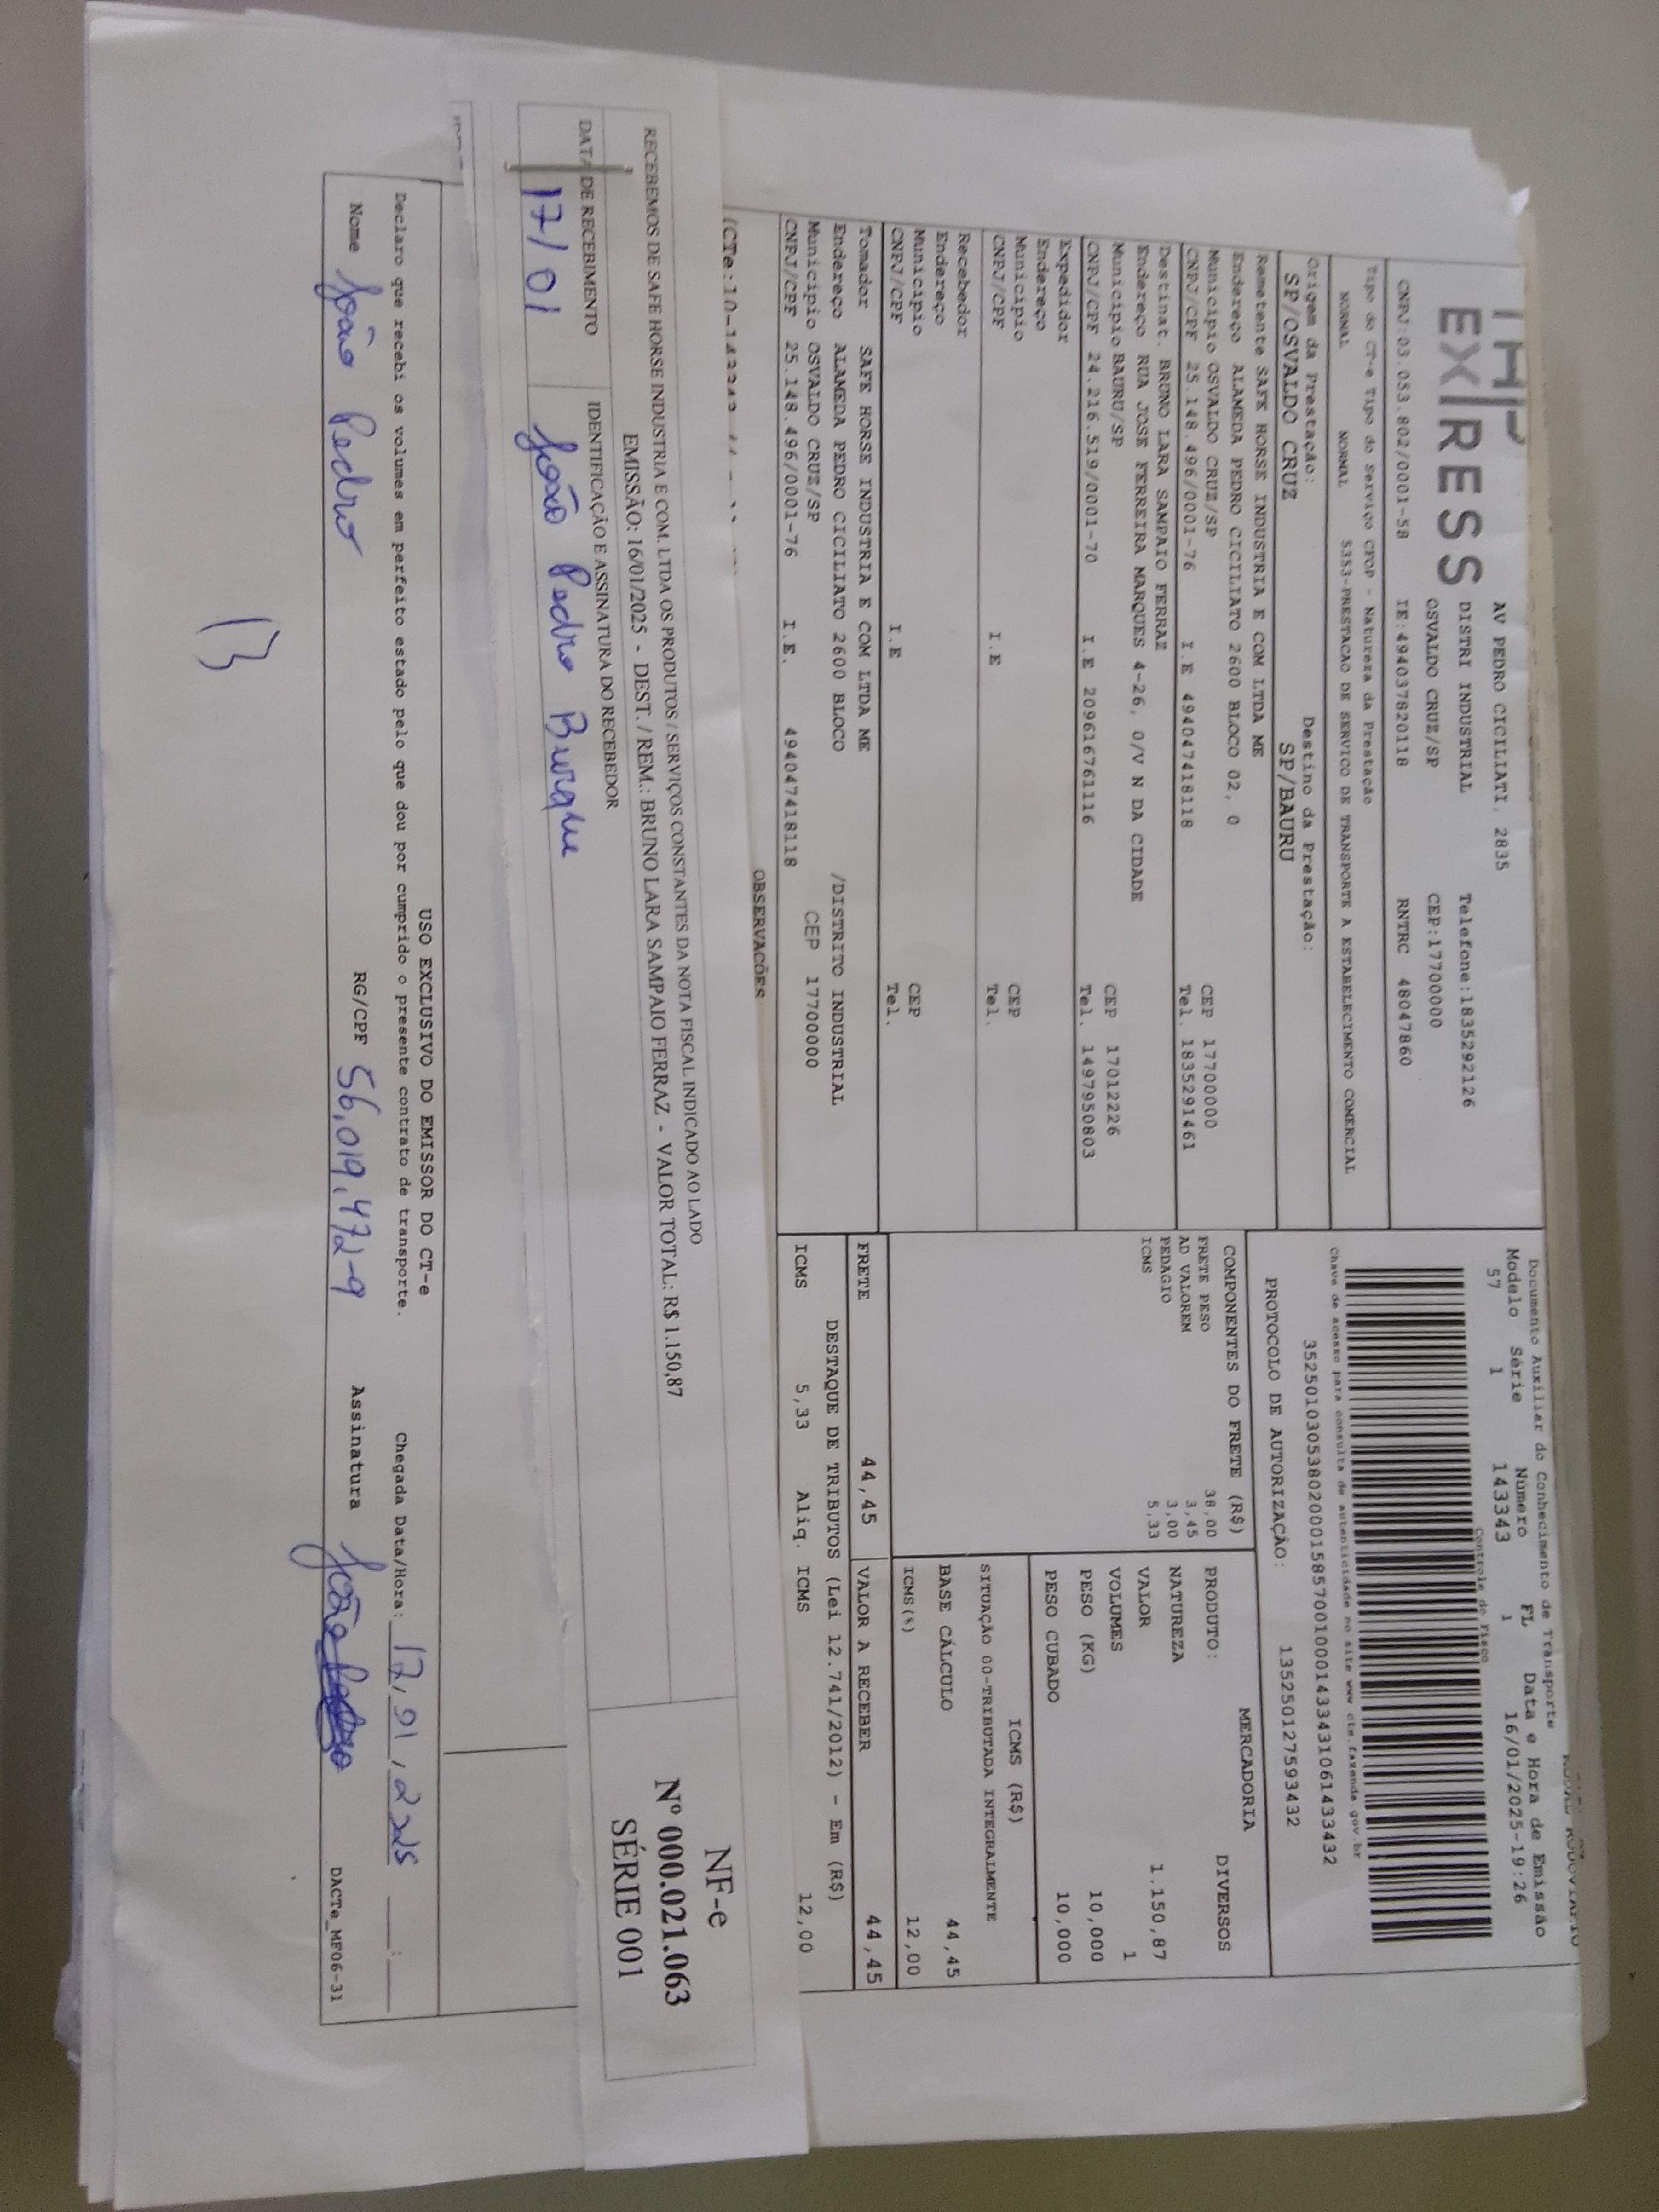 EXPRESS
AV PEDRO CICILIATI, 2835
DISTRI INDUSTRIAL Telefone:1835292126
OSVALDO CRUZ/SP CEP:17700000
CNPJ:03.053.802/0001-58 IE:494037820118 RNTRC 48047860
Documento Auxiliar do Conhecimento de Transporte
Modelo Série Número FL Data e Hora de Emissão
57 1 143343 1 16/01/2025-19:26
Controle do Fisco
Chave de acesso para consulta de autenticidade no site www.cte.fazenda.gov.br
35250103053802000158570010001433431061433432
PROTOCOLO DE AUTORIZAÇÃO: 135250127593432
Tipo do CT-e Tipo do Serviço CFOP - Natureza da Prestação
NORMAL NORMAL 5353-PRESTACAO DE SERVICO DE TRANSPORTE A ESTABELECIMENTO COMERCIAL
Origem da Prestação: Destino da Prestação:
SP/OSVALDO CRUZ SP/BAURU
Remetente SAFE HORSE INDUSTRIA E COM LTDA ME
Endereço ALAMEDA PEDRO CICILIATO 2600 BLOCO 02, 0
Município OSVALDO CRUZ/SP CEP 17700000
CNPJ/CPF 25.148.496/0001-76 I.E 494047418118 Tel. 1835291461
Destinat. BRUNO LARA SAMPAIO FERRAZ
Endereço RUA JOSE FERREIRA MARQUES 4-26, 0/V N DA CIDADE
Município BAURU/SP CEP 17012226
CNPJ/CPF 24.216.519/0001-70 I.E 209616761116 Tel. 1497950803
Expedidor
Endereço
Município CEP
CNPJ/CPF I.E Tel.
Recebedor
Endereço
Município CEP
CNPJ/CPF I.E Tel.
Tomador SAFE HORSE INDUSTRIA E COM LTDA ME
Endereço ALAMEDA PEDRO CICILIATO 2600 BLOCO /DISTRITO INDUSTRIAL
Município OSVALDO CRUZ/SP CEP 17700000
CNPJ/CPF 25.148.496/0001-76 I.E. 494047418118
COMPONENTES DO FRETE (R$)
FRETE PESO 38,00
AD VALOREM 3,45
PEDAGIO 3,00
ICMS 5,33
MERCADORIA
PRODUTO: DIVERSOS
NATUREZA
VALOR 1.150,87
VOLUMES 1
PESO (KG) 10,000
PESO CUBADO 10,000
ICMS (R$)
SITUAÇÃO 00-TRIBUTADA INTEGRALMENTE
BASE CÁLCULO 44,45
ICMS(%) 12,00
FRETE 44,45 VALOR A RECEBER 44,45
DESTAQUE DE TRIBUTOS (Lei 12.741/2012) - Em (R$)
ICMS 5,33 Aliq. ICMS 12,00
OBSERVAÇÕES
RECEBEMOS DE SAFE HORSE INDUSTRIA E COM. LTDA OS PRODUTOS / SERVIÇOS CONSTANTES DA NOTA FISCAL INDICADO AO LADO
EMISSÃO: 16/01/2025 - DEST. / REM.: BRUNO LARA SAMPAIO FERRAZ - VALOR TOTAL: R$ 1.150,87
DATA DE RECEBIMENTO IDENTIFICAÇÃO E ASSINATURA DO RECEBEDOR
17/01 João Pedro
NF-e
Nº 000.021.063
SÉRIE 001
USO EXCLUSIVO DO EMISSOR DO CT-e
Declaro que recebi os volumes em perfeito estado pelo que dou por cumprido o presente contrato de transporte. Chegada Data/Hora:
Nome João Pedro RG/CPF 56,019,472-9 Assinatura João Pedro
DACTe_MF06-31